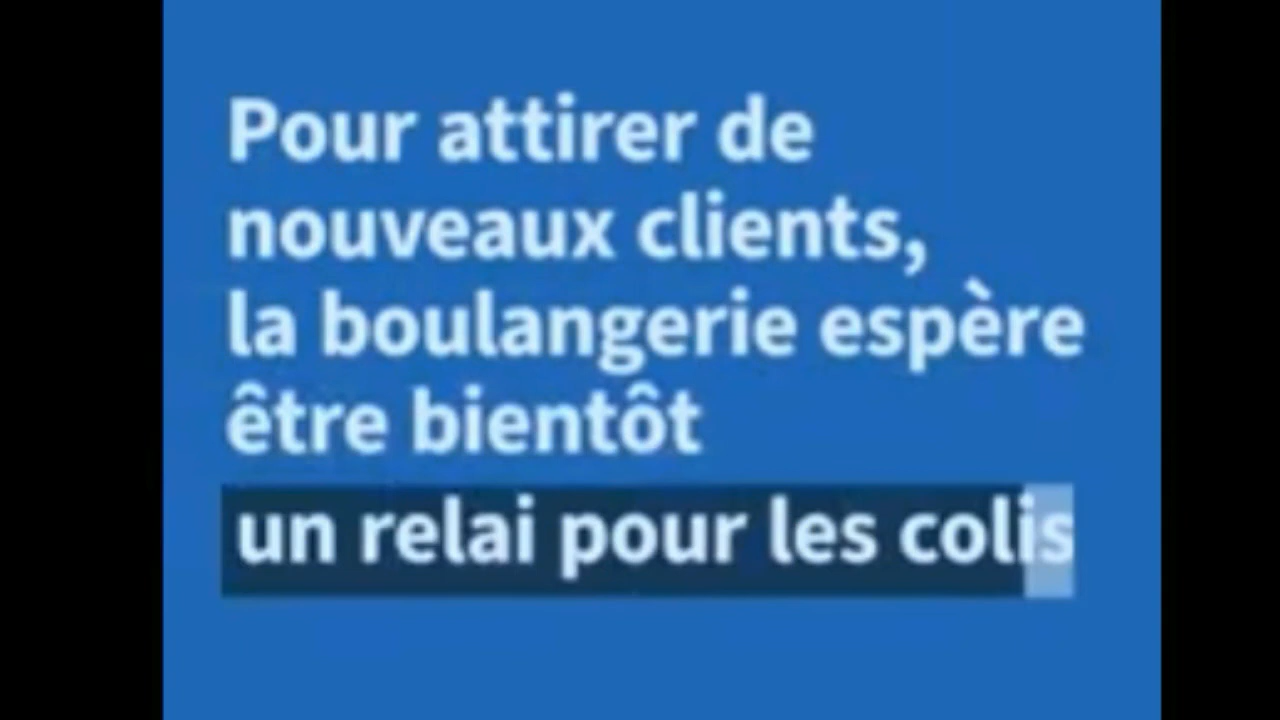 Pour attirer de
nouveaux clients,
la boulangerie espère
être bientôt
un relai pour les colis